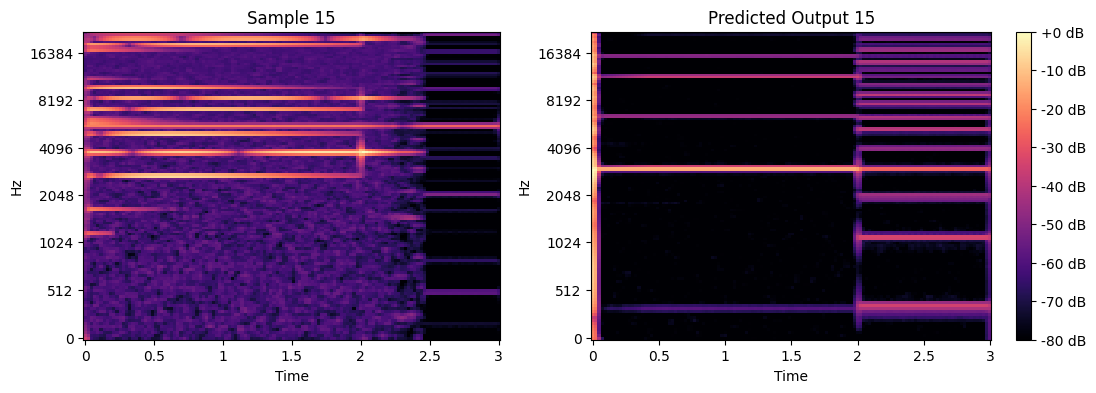 Sample 15
Predicted Output 15
Hz
16384
8192
4096
2048
1024
512
0
0
0.5
1
1.5
2
2.5
3
Time
Hz
16384
8192
4096
2048
1024
512
0
0
0.5
1
1.5
2
2.5
3
Time
+0 dB
-10 dB
-20 dB
-30 dB
-40 dB
-50 dB
-60 dB
-70 dB
-80 dB